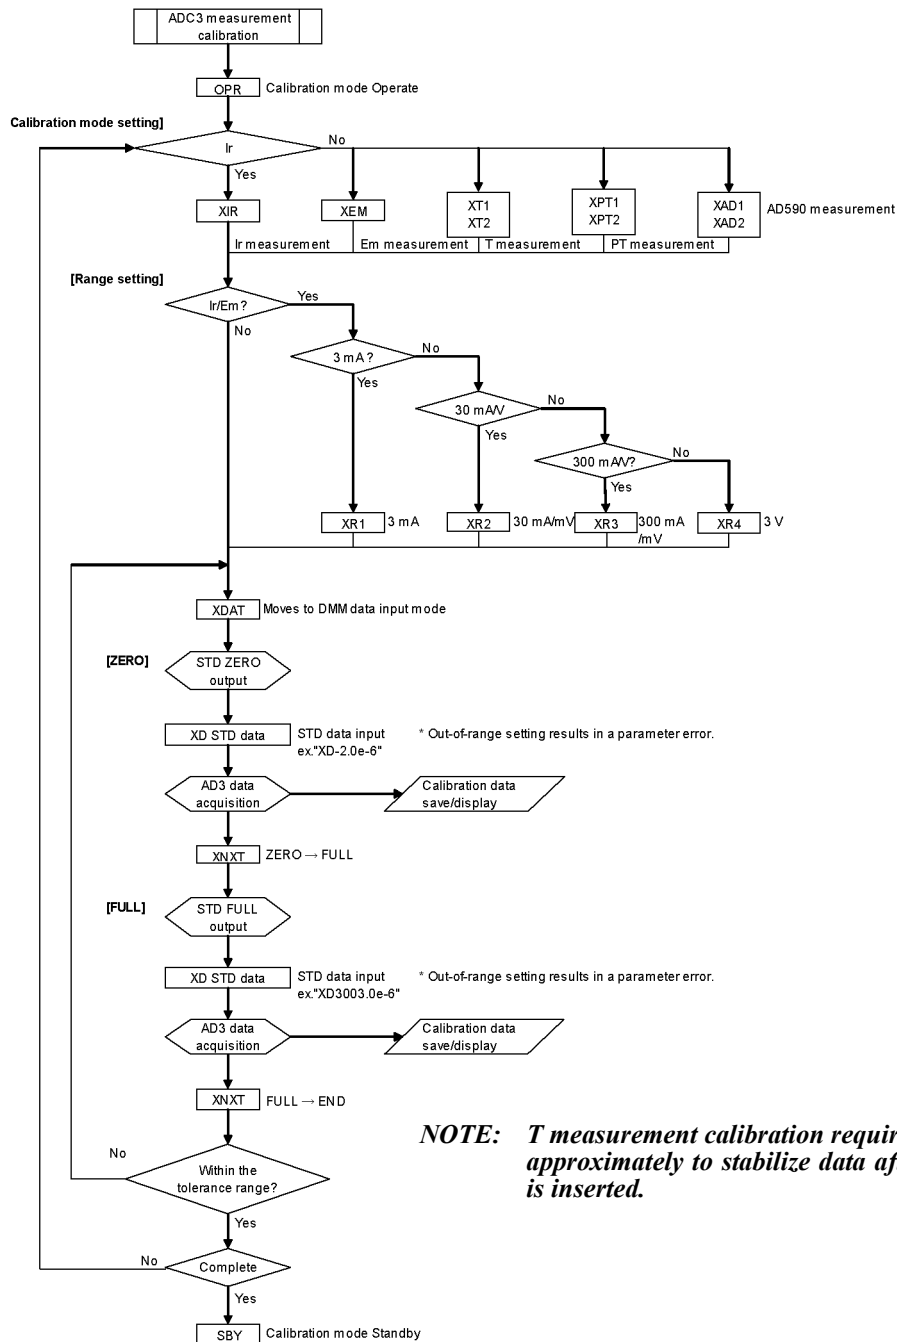 ADC3 measurement
calibration
OPR
Calibration mode Operate
Calibration mode setting]
Ir
No
Yes
XIR
XEM
XT1
XT2
XPT1
XPT2
XAD1
XAD2
AD590 measurement
Ir measurement
Em measurement
T measurement
PT measurement
[Range setting]
Ir/Em?
Yes
No
3 mA ?
No
Yes
30 mA/V
No
Yes
300 mA/V?
No
Yes
XR1
3 mA
XR2
30 mA/mV
XR3
300 mA
/mV
XR4
3 V
XDAT
Moves to DMM data input mode
[ZERO]
STD ZERO
output
XD STD data
STD data input
ex."XD-2.0e-6"
* Out-of-range setting results in a parameter error.
AD3 data
acquisition
Calibration data
save/display
XNXT
ZERO → FULL
[FULL]
STD FULL
output
XD STD data
STD data input
ex."XD3003.0e-6"
* Out-of-range setting results in a parameter error.
AD3 data
acquisition
Calibration data
save/display
XNXT
FULL → END
NOTE: T measurement calibration requir
approximately to stabilize data af
is inserted.
No
Within the
tolerance range?
Yes
No
Complete
Yes
SBY
Calibration mode Standby